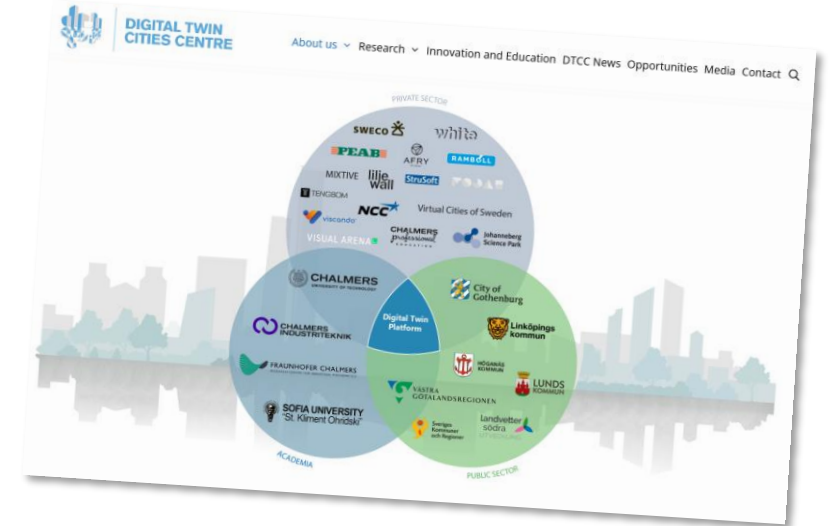 DIGITAL TWIN
CITIES CENTRE
About us Research Innovation and Education DTCC News Opportunities Media Contact
PRIVATE SECTOR
SWECO white
PEAB AFRY RAMBOLL
MIXTIVE lilje
wall StruSoft
TENGBOM
NCC Virtual Cities of Sweden
viscando
VISUAL ARENA
CHALMERS
professional
EDUCATION
Johanneberg
Science Park
CHALMERS
UNIVERSITY OF TECHNOLOGY
City of
Gothenburg
Digital Twin
Platform
CHALMERS
INDUSTRITEKNIK
Linköpings
kommun
FRAUNHOFER CHALMERS
HÖGANÄS
KOMMUN
LUNDS
KOMMUN
VÄSTRA
GÖTALANDSREGIONEN
SOFIA UNIVERSITY
"St. Kliment Ohridski"
Sveriges
Kommuner
och Regioner
landvetter
södra
UTVECKLING
ACADEMIA
PUBLIC SECTOR